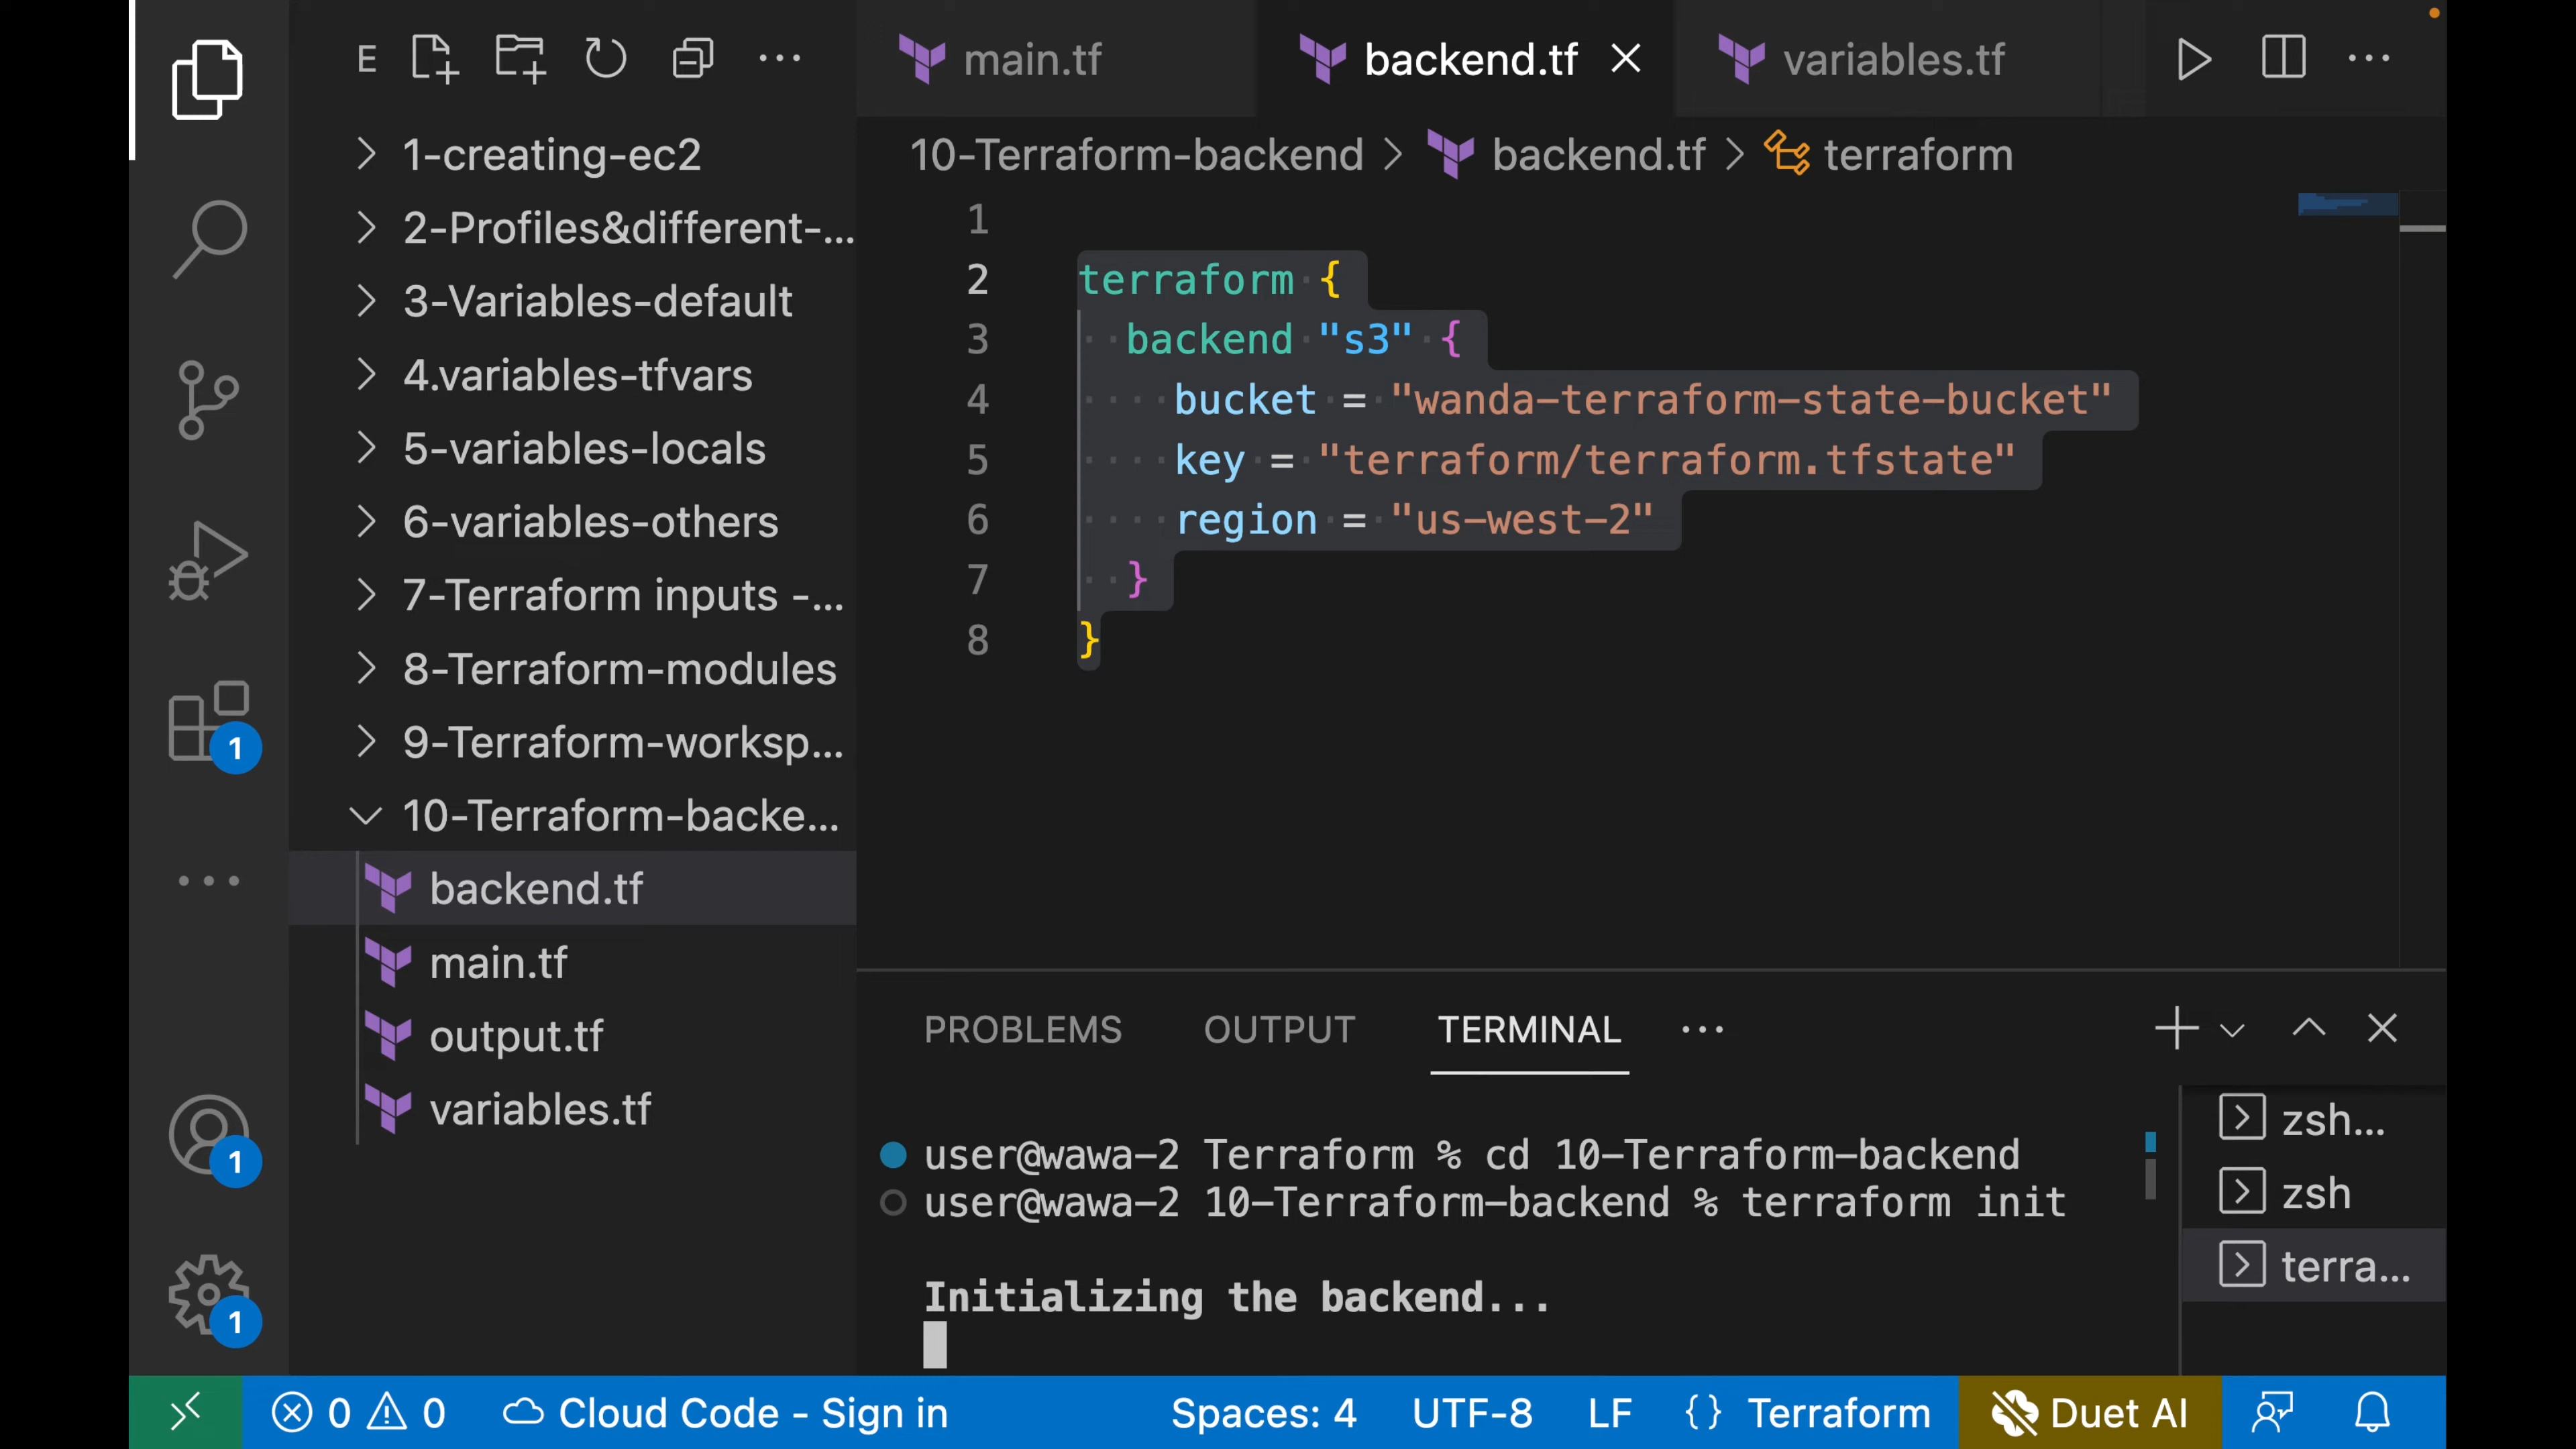 E
main.tf
backend.tf
variables.tf
1-creating-ec2
2-Profiles&different-...
3-Variables-default
4.variables-tfvars
5-variables-locals
6-variables-others
7-Terraform inputs -...
8-Terraform-modules
9-Terraform-worksp...
10-Terraform-backe...
backend.tf
main.tf
output.tf
variables.tf
1
1
1
10-Terraform-backend > backend.tf > terraform
1
2 terraform {
3 backend "s3" {
4 bucket = "wanda-terraform-state-bucket"
5 key = "terraform/terraform.tfstate"
6 region = "us-west-2"
7 }
8 }
PROBLEMS OUTPUT TERMINAL ...
user@wawa-2 Terraform % cd 10-Terraform-backend
user@wawa-2 10-Terraform-backend % terraform init
Initializing the backend...
zsh...
zsh
terra...
0 0 Cloud Code - Sign in Spaces: 4 UTF-8 LF {} Terraform Duet AI